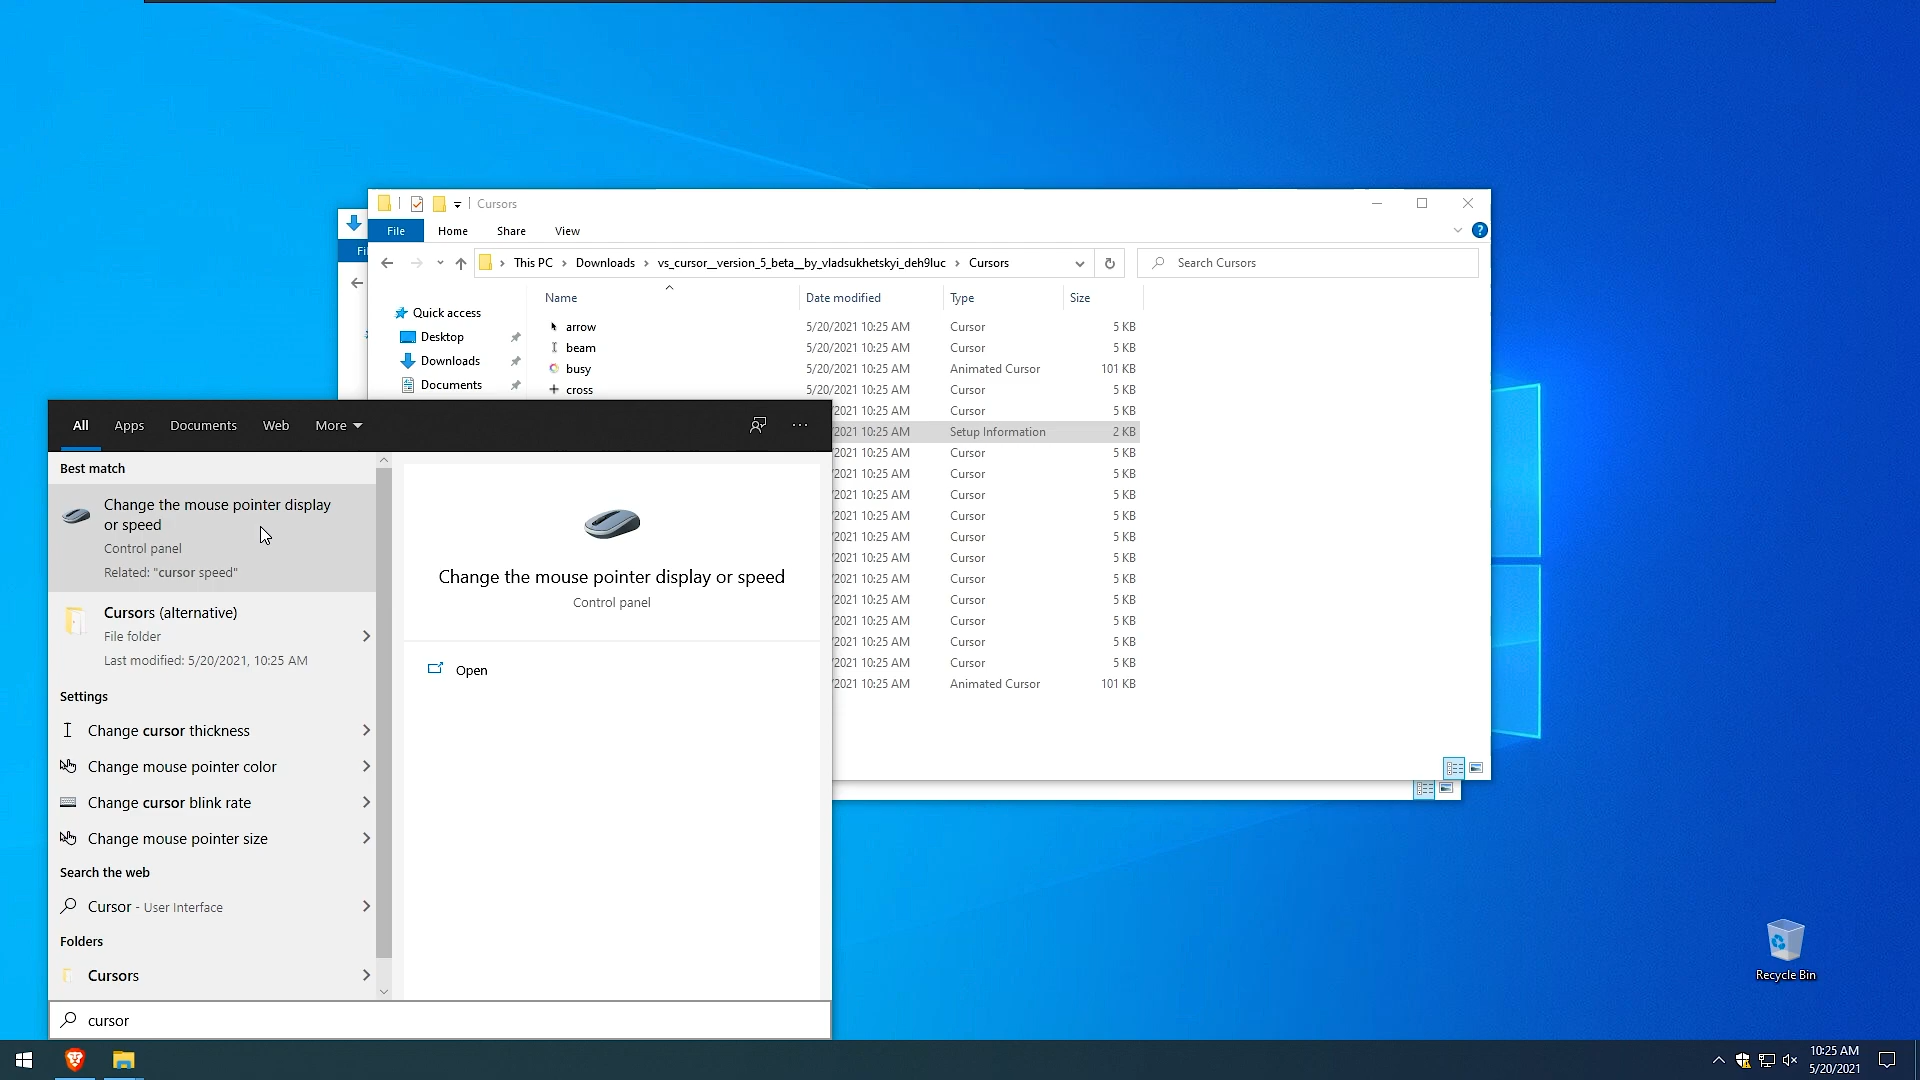 Cursors
File
Home
Share
View
This PC
Downloads
vs_cursor__version_5_beta__by_vladsukhetskyi_deh9luc
Cursors
Search Cursors
Name
Date modified
Type
Size
Quick access
Desktop
Downloads
Documents
arrow 5/20/2021 10:25 AM Cursor 5 KB
beam 5/20/2021 10:25 AM Cursor 5 KB
busy 5/20/2021 10:25 AM Animated Cursor 101 KB
cross 5/20/2021 10:25 AM Cursor 5 KB
/2021 10:25 AM Cursor 5 KB
/2021 10:25 AM Setup Information 2 KB
/2021 10:25 AM Cursor 5 KB
/2021 10:25 AM Cursor 5 KB
/2021 10:25 AM Cursor 5 KB
/2021 10:25 AM Cursor 5 KB
/2021 10:25 AM Cursor 5 KB
/2021 10:25 AM Cursor 5 KB
/2021 10:25 AM Cursor 5 KB
/2021 10:25 AM Cursor 5 KB
/2021 10:25 AM Cursor 5 KB
/2021 10:25 AM Cursor 5 KB
/2021 10:25 AM Cursor 5 KB
/2021 10:25 AM Animated Cursor 101 KB
All
Apps
Documents
Web
More
Best match
Change the mouse pointer display
or speed
Control panel
Related: "cursor speed"
Cursors (alternative)
File folder
Last modified: 5/20/2021, 10:25 AM
Settings
Change cursor thickness
Change mouse pointer color
Change cursor blink rate
Change mouse pointer size
Search the web
Cursor - User Interface
Folders
Cursors
cursor
Change the mouse pointer display or speed
Control panel
Open
Recycle Bin
10:25 AM
5/20/2021